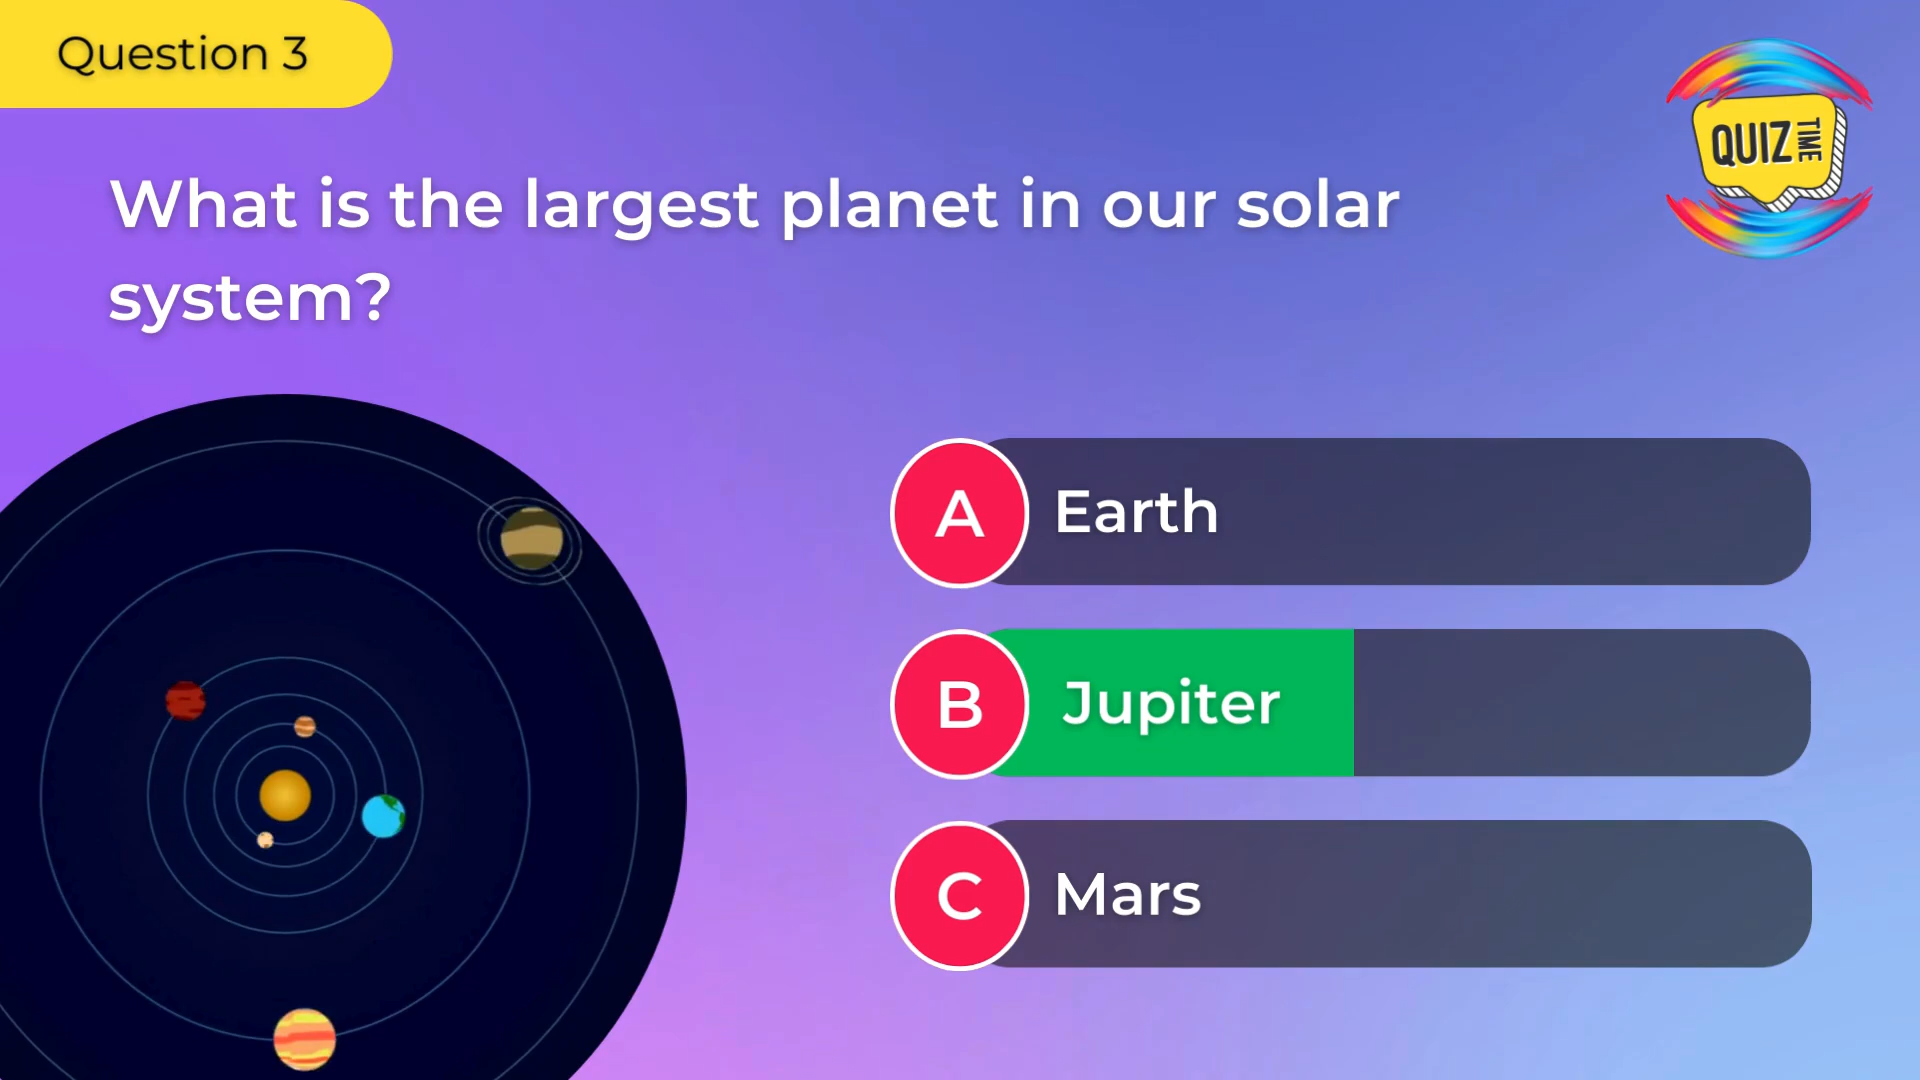 Question 3
QUIZ TIME
What is the largest planet in our solar
system?
A Earth
B Jupiter
C Mars